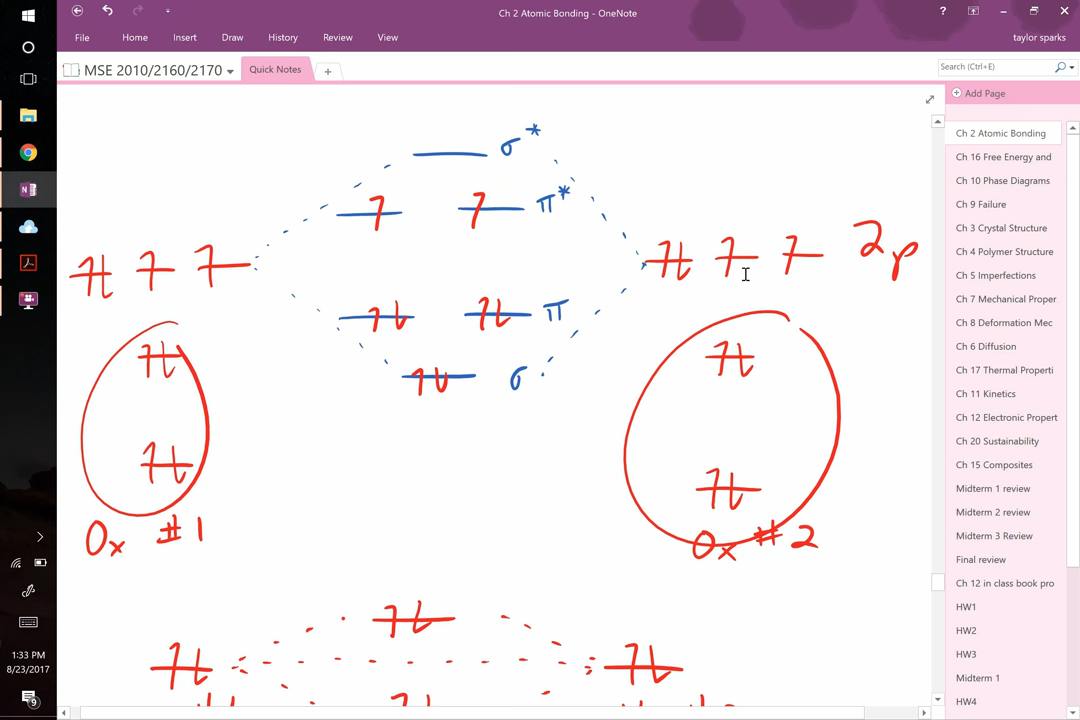 Ch 2 Atomic Bonding - OneNote
?
File Home Insert Draw History Review View
taylor sparks
MSE 2010/2160/2170
Quick Notes
+
Search (Ctrl+E)
Add Page
Ch 2 Atomic Bonding
Ch 16 Free Energy and
Ch 10 Phase Diagrams
Ch 9 Failure
Ch 3 Crystal Structure
Ch 4 Polymer Structure
Ch 5 Imperfections
Ch 7 Mechanical Proper
Ch 8 Deformation Mec
Ch 6 Diffusion
Ch 17 Thermal Properti
Ch 11 Kinetics
Ch 12 Electronic Propert
Ch 20 Sustainability
Ch 15 Composites
Midterm 1 review
Midterm 2 review
Midterm 3 Review
Final review
Ch 12 in class book pro
HW1
HW2
HW3
Midterm 1
HW4
σ*
π*
2p
π
σ
Ox #1
Ox #2
1:33 PM
8/23/2017
9